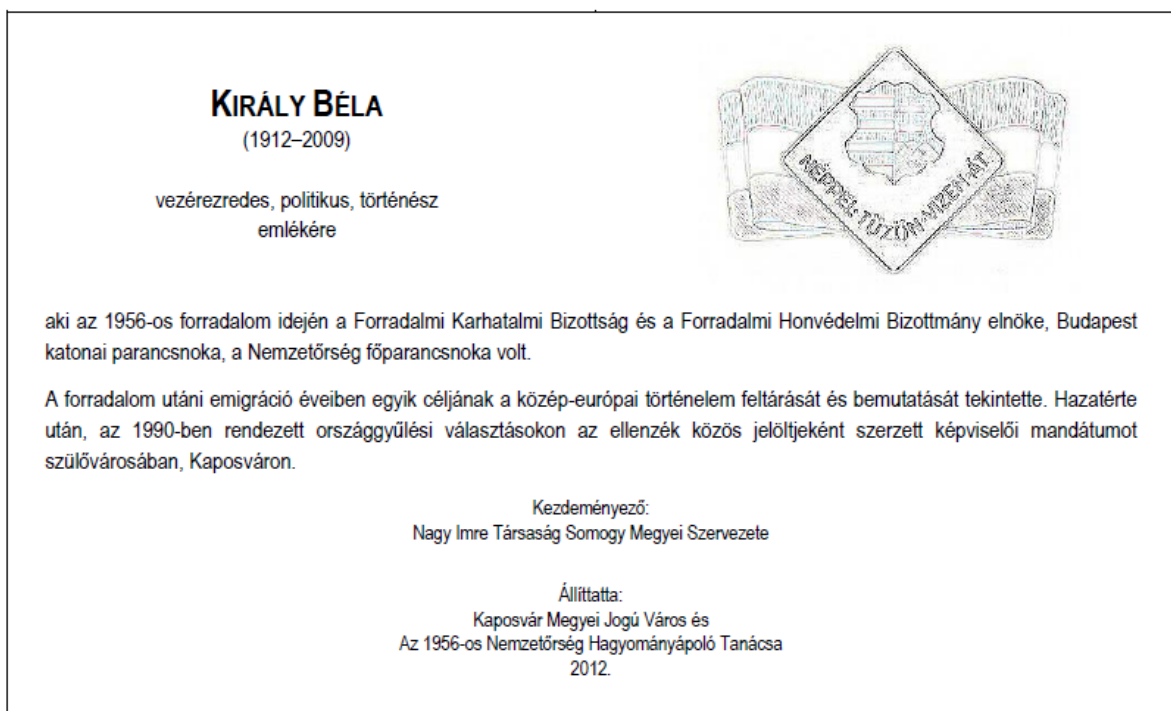 KIRÁLY BÉLA
(1912–2009)
vezérezredes, politikus, történész
emlékére
NÉPPEL-TŰZÖN-VIZEN-ÁT
aki az 1956-os forradalom idején a Forradalmi Karhatalmi Bizottság és a Forradalmi Honvédelmi Bizottmány elnöke, Budapest
katonai parancsnoka, a Nemzetőrség főparancsnoka volt.
A forradalom utáni emigráció éveiben egyik céljának a közép-európai történelem feltárását és bemutatását tekintette. Hazatérte
után, az 1990-ben rendezett országgyűlési választásokon az ellenzék közös jelöltjeként szerzett képviselői mandátumot
szülővárosában, Kaposváron.
Kezdeményező:
Nagy Imre Társaság Somogy Megyei Szervezete
Állíttatta:
Kaposvár Megyei Jogú Város és
Az 1956-os Nemzetőrség Hagyományápoló Tanácsa
2012.